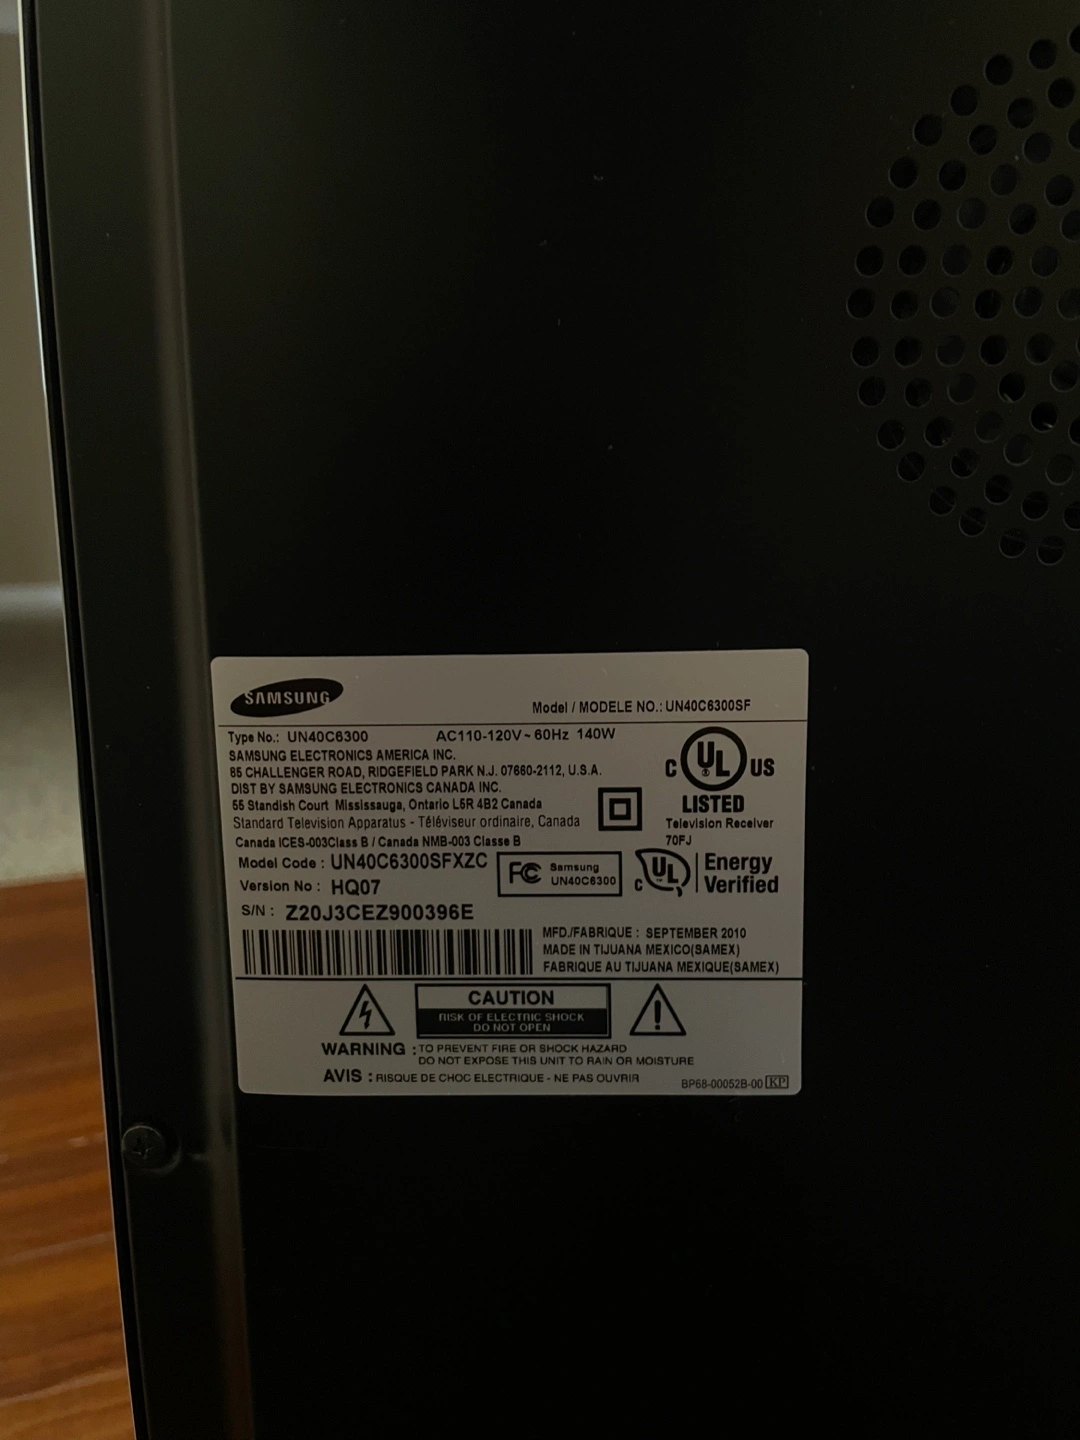 SAMSUNG
Model / MODELE NO.: UN40C6300SF
Type No.: UN40C6300 AC110-120V~60Hz 140W
SAMSUNG ELECTRONICS AMERICA INC.
85 CHALLENGER ROAD, RIDGEFIELD PARK N.J. 07660-2112, U.S.A.
DIST BY SAMSUNG ELECTRONICS CANADA INC.
55 Standish Court Mississauga, Ontario L5R 4B2 Canada
Standard Television Apparatus - Téléviseur ordinaire, Canada
Canada ICES-003Class B / Canada NMB-003 Classe B
C UL US
®
LISTED
Television Receiver
70FJ
Model Code : UN40C6300SFXZC
Version No : HQ07
S/N : Z20J3CEZ900396E
FC Samsung
UN40C6300
C UL Energy
Verified
MFD./FABRIQUE : SEPTEMBER 2010
MADE IN TIJUANA MEXICO(SAMEX)
FABRIQUE AU TIJUANA MEXIQUE(SAMEX)
CAUTION
RISK OF ELECTRIC SHOCK
DO NOT OPEN
WARNING : TO PREVENT FIRE OR SHOCK HAZARD
DO NOT EXPOSE THIS UNIT TO RAIN OR MOISTURE
AVIS : RISQUE DE CHOC ELECTRIQUE - NE PAS OUVRIR
BP68-00052B-00 KP